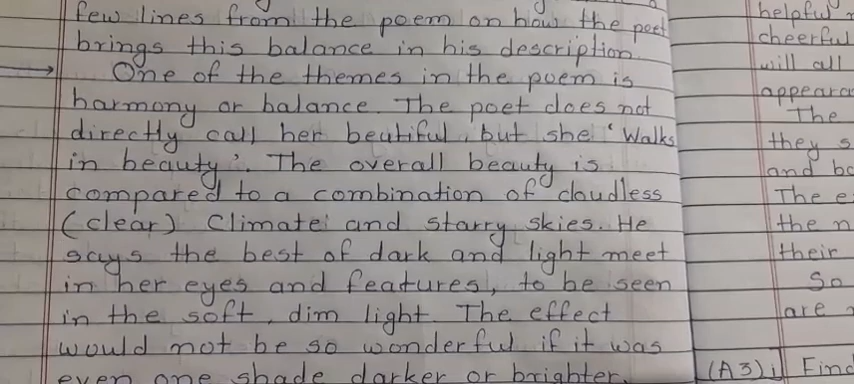 few lines from the poem on how the poet
brings this balance in his description.
One of the themes in the poem is
harmony or balance. The poet does not
directly call her beutiful, but she 'Walks
in beauty'. The overall beauty is
compared to a combination of cloudless
(clear) Climate and starry skies. He
says the best of dark and light meet
in her eyes and features, to be seen
in the soft, dim light. The effect
would not be so wonderful if it was
even one shade darker or brighter.
helpful
cheerful
will all
The
they
and
The
the
their
So
are
(A3) i) Find